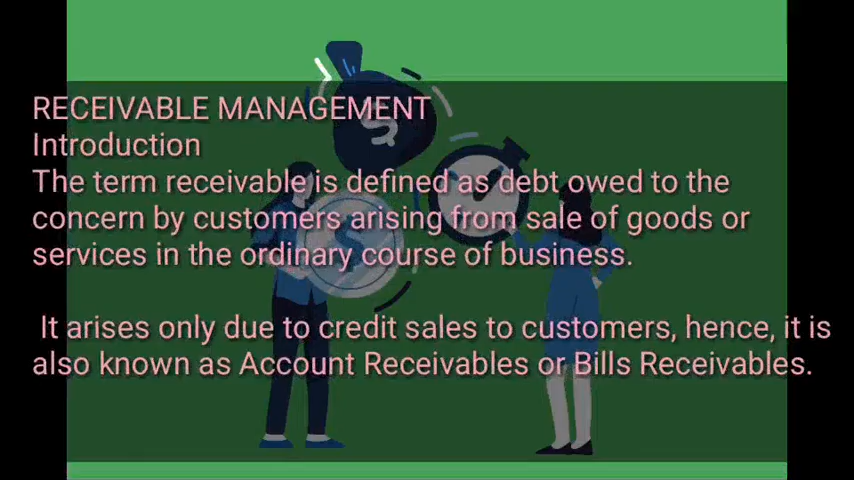 RECEIVABLE MANAGEMENT
Introduction
The term receivable is defined as debt owed to the
concern by customers arising from sale of goods or
services in the ordinary course of business.
It arises only due to credit sales to customers, hence, it is
also known as Account Receivables or Bills Receivables.